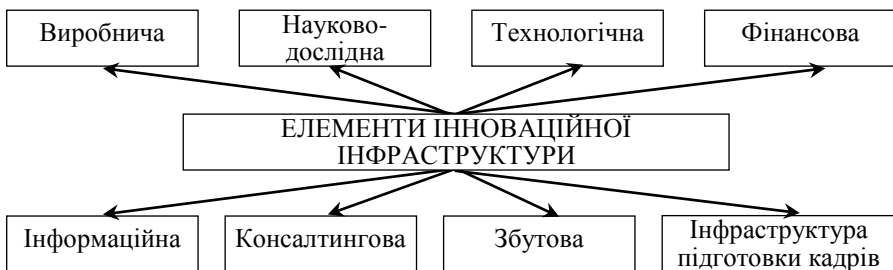 Виробнича
Науково-
дослідна
Технологічна
Фінансова
ЕЛЕМЕНТИ ІННОВАЦІЙНОЇ
ІНФРАСТРУКТУРИ
Інформаційна
Консалтингова
Збутова
Інфраструктура
підготовки кадрів